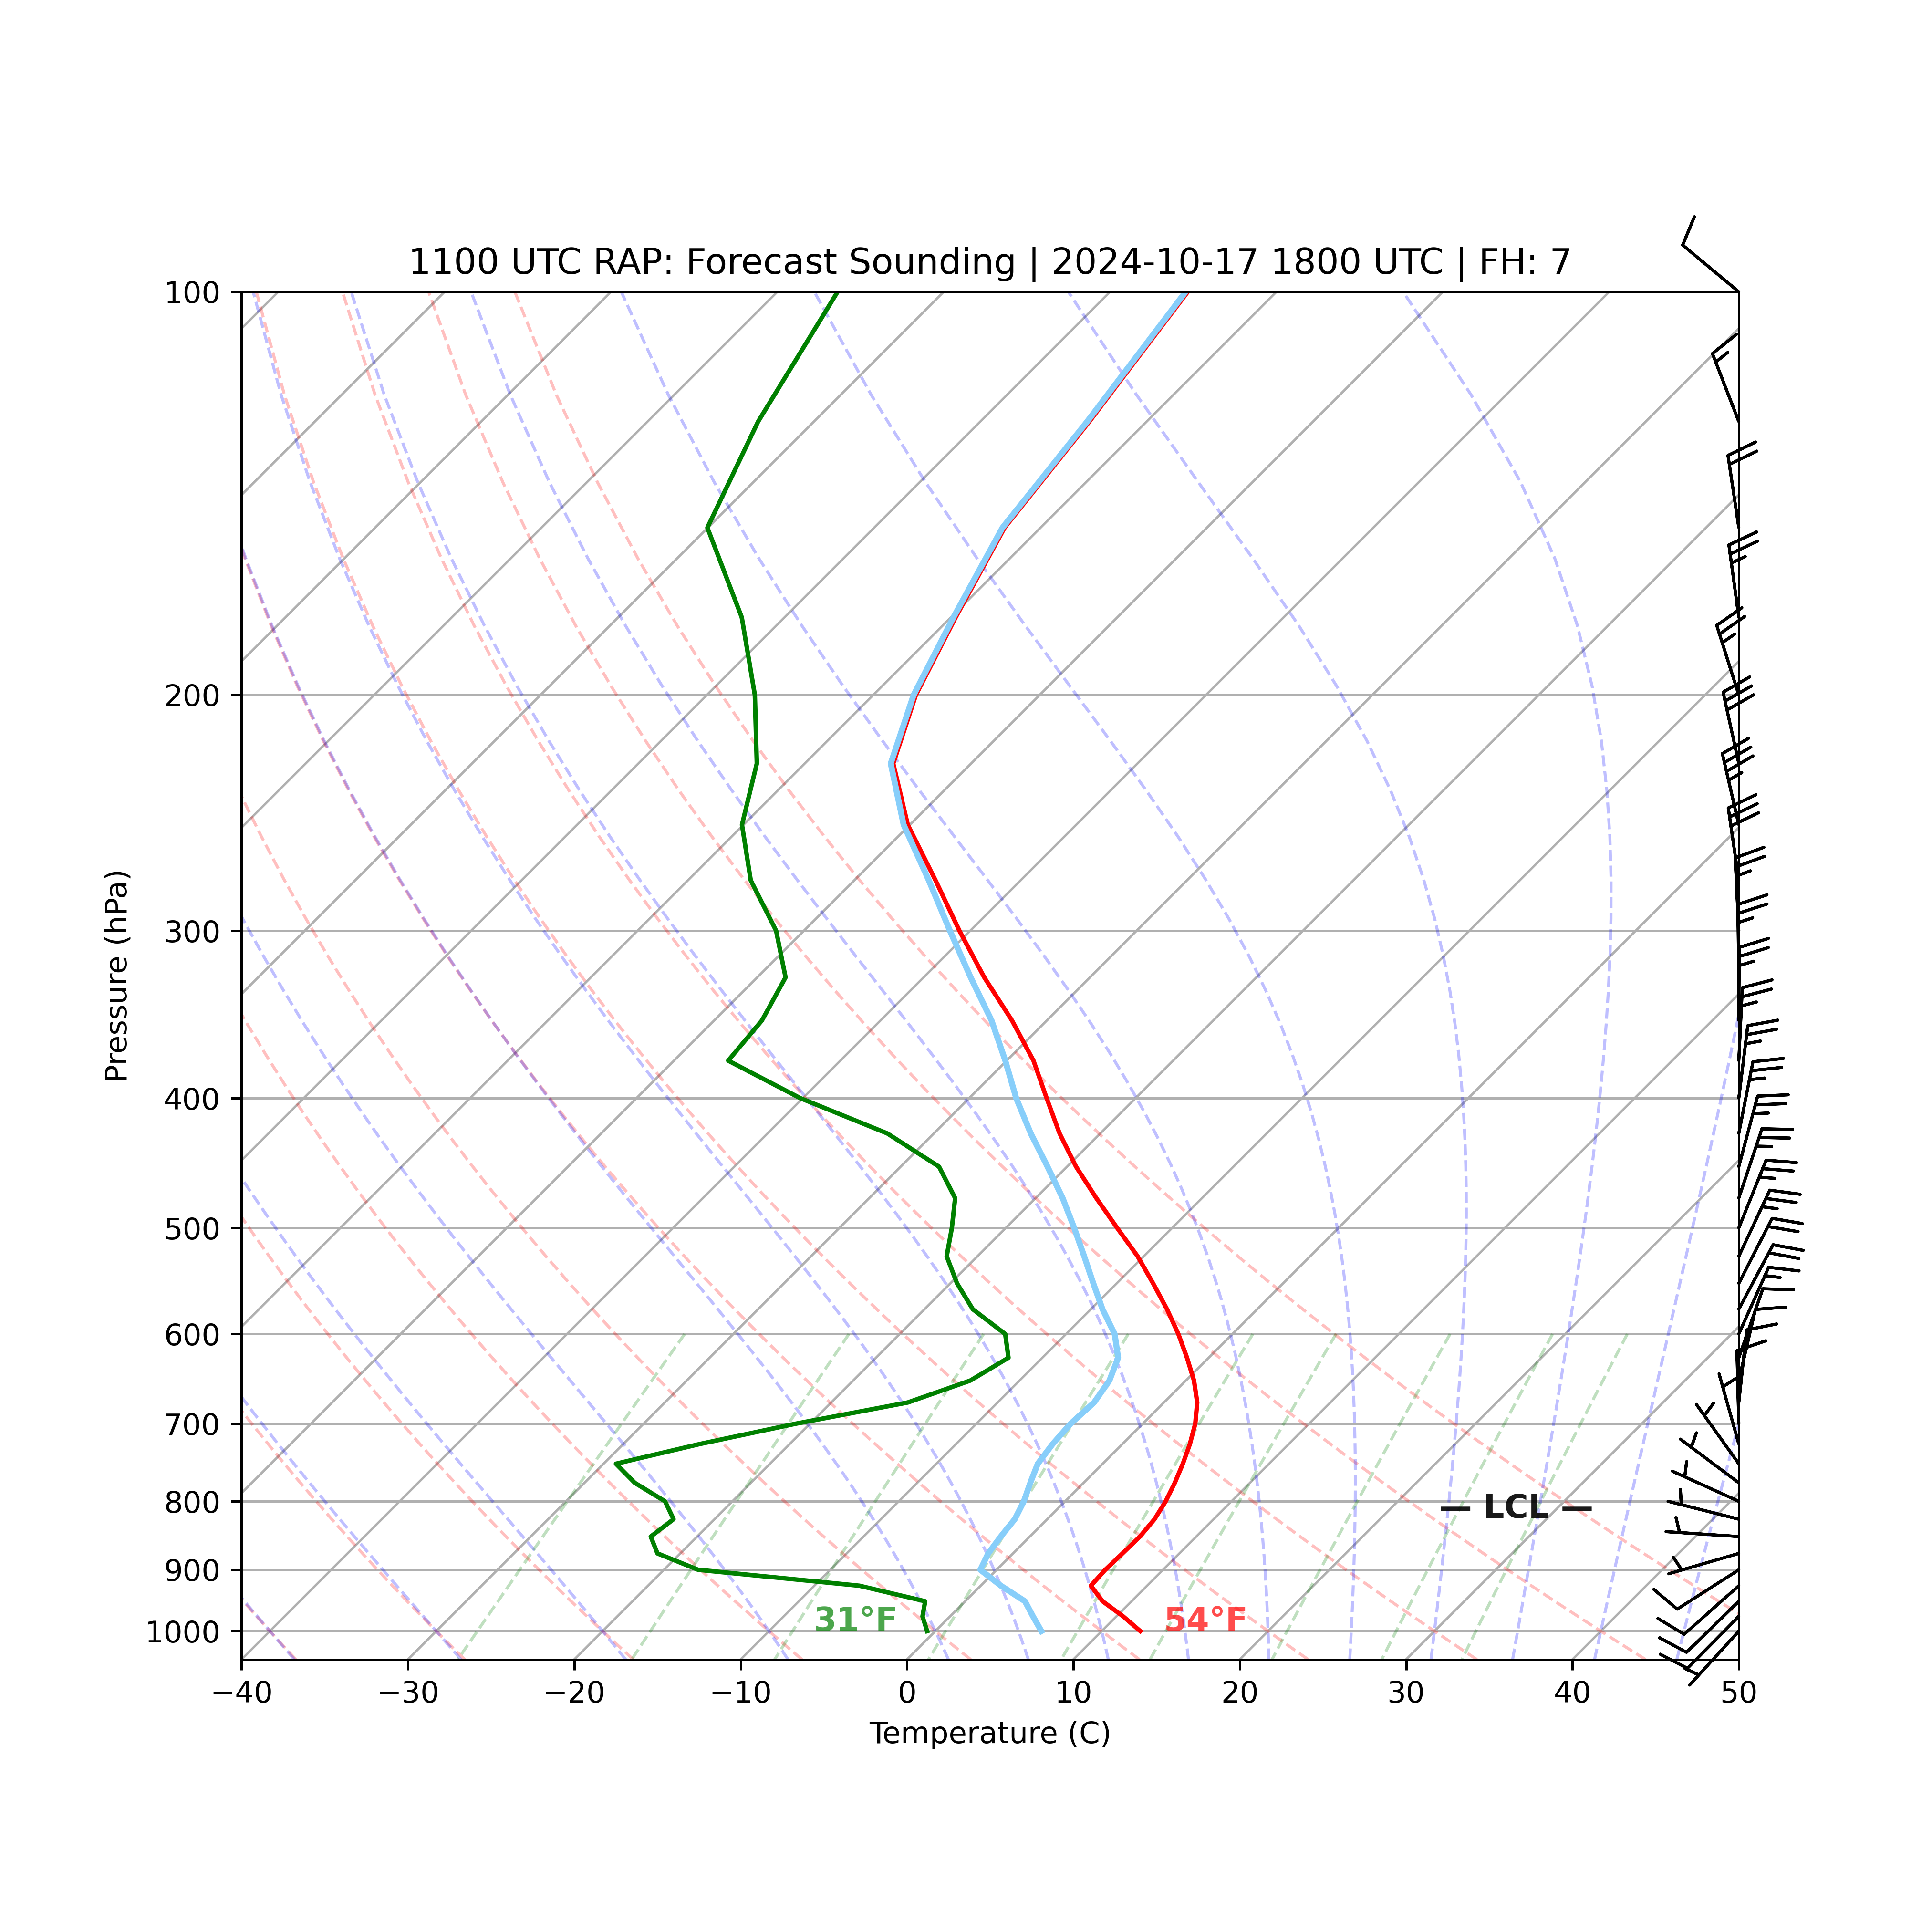 1100 UTC RAP: Forecast Sounding | 2024-10-17 1800 UTC | FH: 7
100
200
300
400
500
600
700
800
900
1000
Pressure (hPa)
— LCL —
31°F
54°F
−40 −30 −20 −10 0 10 20 30 40 50
Temperature (C)